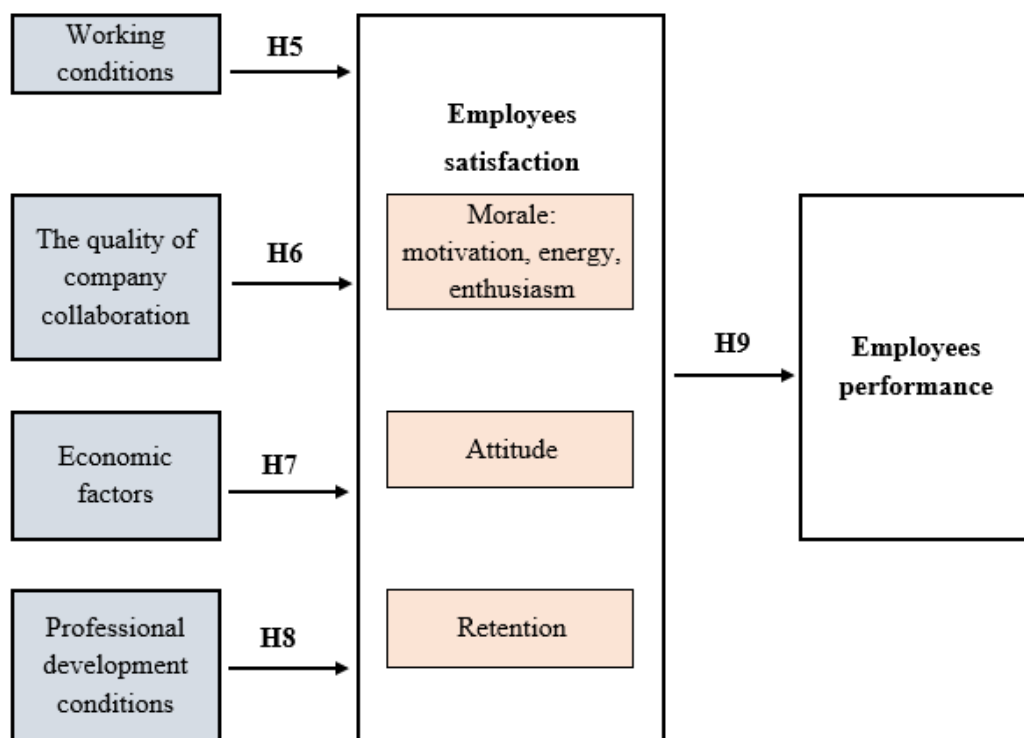 Working
conditions
H5
The quality of
company
collaboration
H6
Economic
factors
H7
Professional
development
conditions
H8
Employees
satisfaction
Morale:
motivation, energy,
enthusiasm
Attitude
Retention
H9
Employees
performance